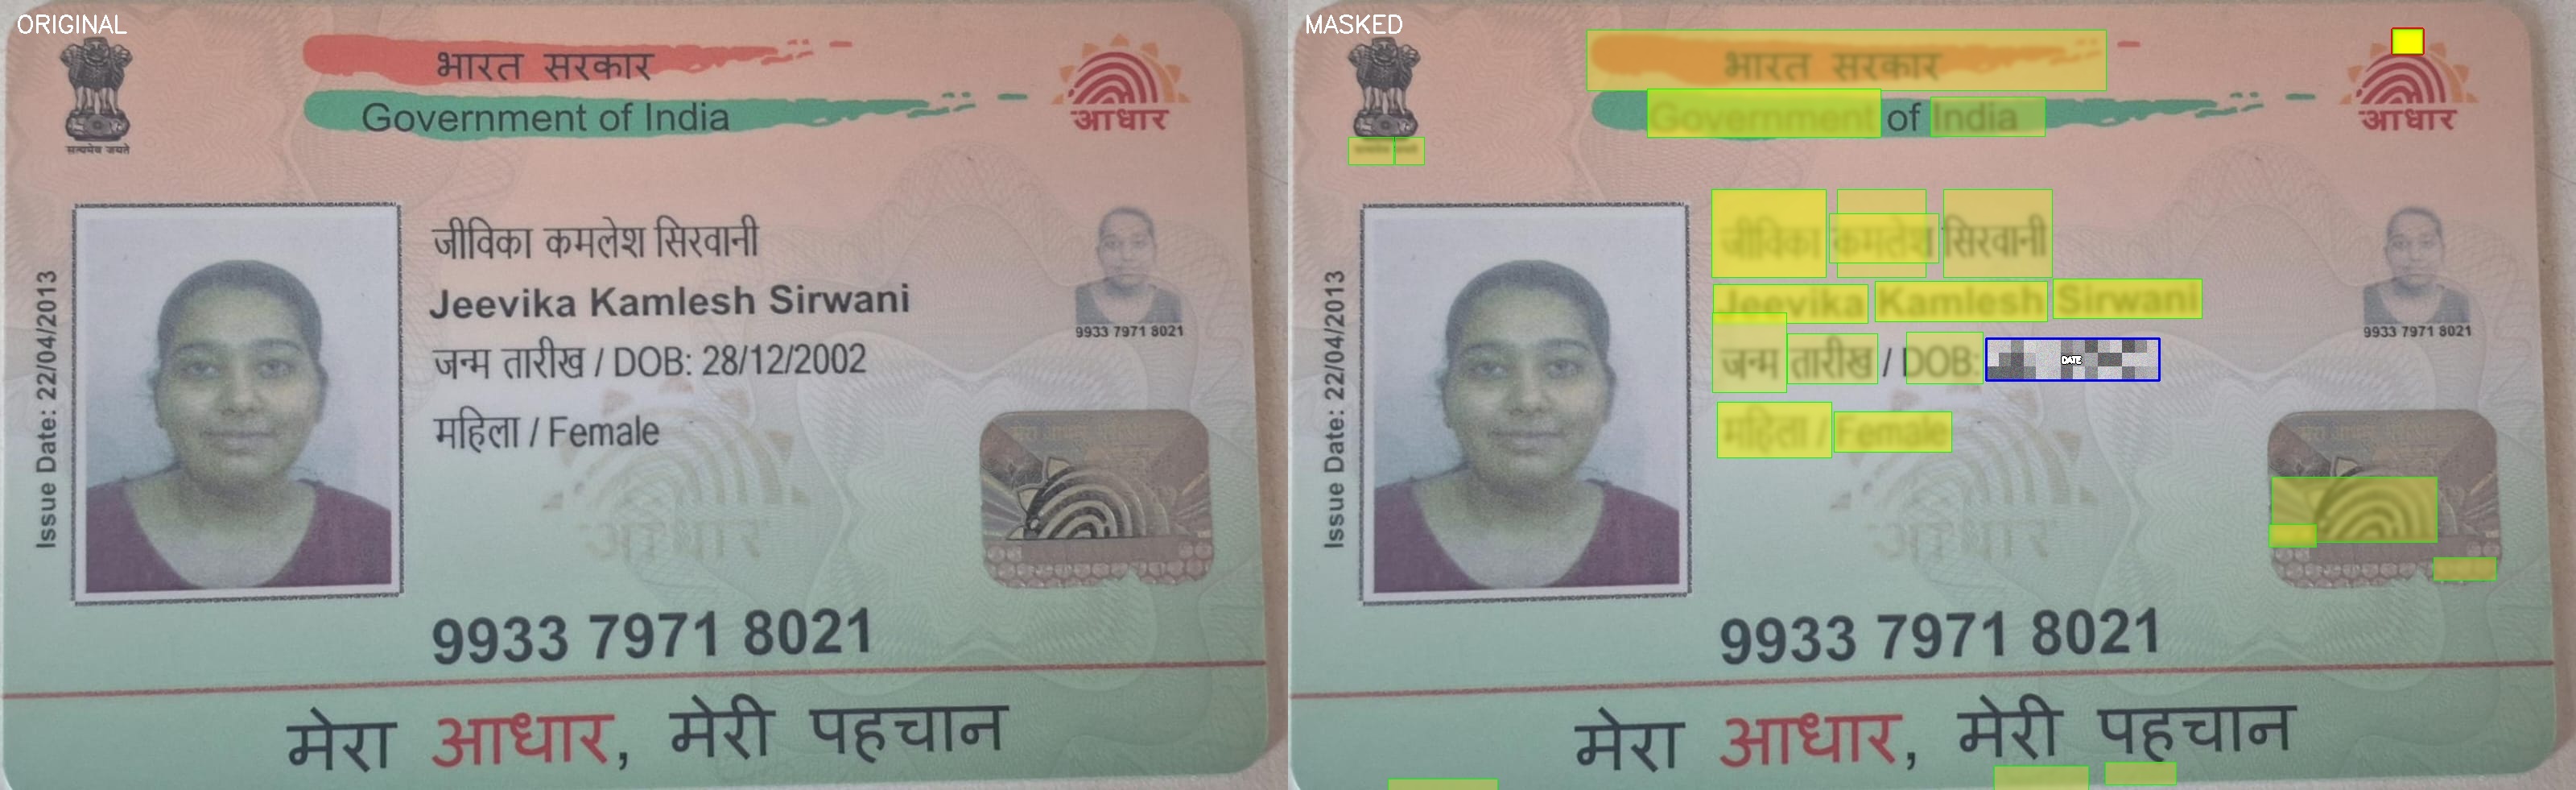 ORIGINAL
भारत सरकार
Government of India
सत्यमेव जयते
आधार
जीविका कमलेश सिरवानी
Jeevika Kamlesh Sirwani
जन्म तारीख / DOB: 28/12/2002
महिला / Female
Issue Date: 22/04/2013
9933 7971 8021
आधार
9933 7971 8021
मेरा आधार, मेरी पहचान
MASKED
भारत सरकार
Government of India
आधार
जीविका कमलेश सिरवानी
Jeevika Kamlesh Sirwani
जन्म तारीख / DOB:
DATE
महिला / Female
Issue Date: 22/04/2013
9933 7971 8021
आधार
9933 7971 8021
मेरा आधार, मेरी पहचान